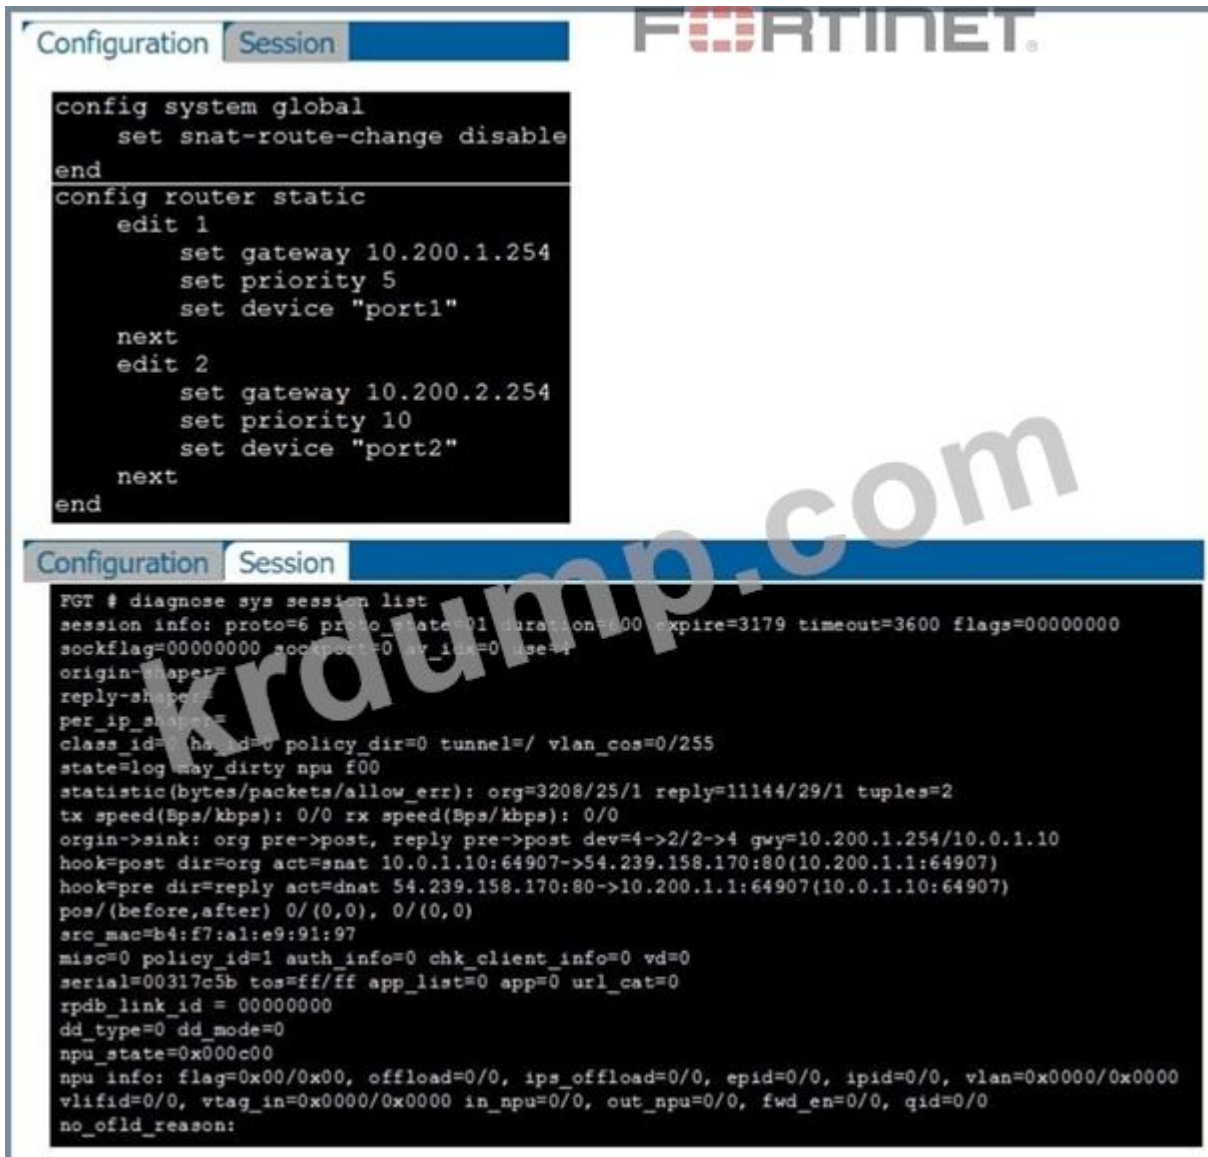 FORTINET
Configuration Session
config system global
set snat-route-change disable
end
config router static
edit 1
set gateway 10.200.1.254
set priority 5
set device "port1"
next
edit 2
set gateway 10.200.2.254
set priority 10
set device "port2"
next
end
krdump.com
Configuration Session
FGT # diagnose sys session list
session info: proto=6 proto_state=01 duration=600 expire=3179 timeout=3600 flags=00000000
sockflag=00000000 sockport=0 av_idx=0 use=4
origin-shaper=
reply-shaper=
per_ip_shaper=
class_id=0 ha_id=0 policy_dir=0 tunnel=/ vlan_cos=0/255
state=log may_dirty npu f00
statistic(bytes/packets/allow_err): org=3208/25/1 reply=11144/29/1 tuples=2
tx speed(Bps/kbps): 0/0 rx speed(Bps/kbps): 0/0
orgin->sink: org pre->post, reply pre->post dev=4->2/2->4 gwy=10.200.1.254/10.0.1.10
hook=post dir=org act=snat 10.0.1.10:64907->54.239.158.170:80(10.200.1.1:64907)
hook=pre dir=reply act=dnat 54.239.158.170:80->10.200.1.1:64907(10.0.1.10:64907)
pos/(before,after) 0/(0,0), 0/(0,0)
src_mac=b4:f7:a1:e9:91:97
misc=0 policy_id=1 auth_info=0 chk_client_info=0 vd=0
serial=00317c5b tos=ff/ff app_list=0 app=0 url_cat=0
rpdb_link_id = 00000000
dd_type=0 dd_mode=0
npu_state=0x000c00
npu info: flag=0x00/0x00, offload=0/0, ips_offload=0/0, epid=0/0, ipid=0/0, vlan=0x0000/0x0000
vlifid=0/0, vtag_in=0x0000/0x0000 in_npu=0/0, out_npu=0/0, fwd_en=0/0, qid=0/0
no_ofld_reason: